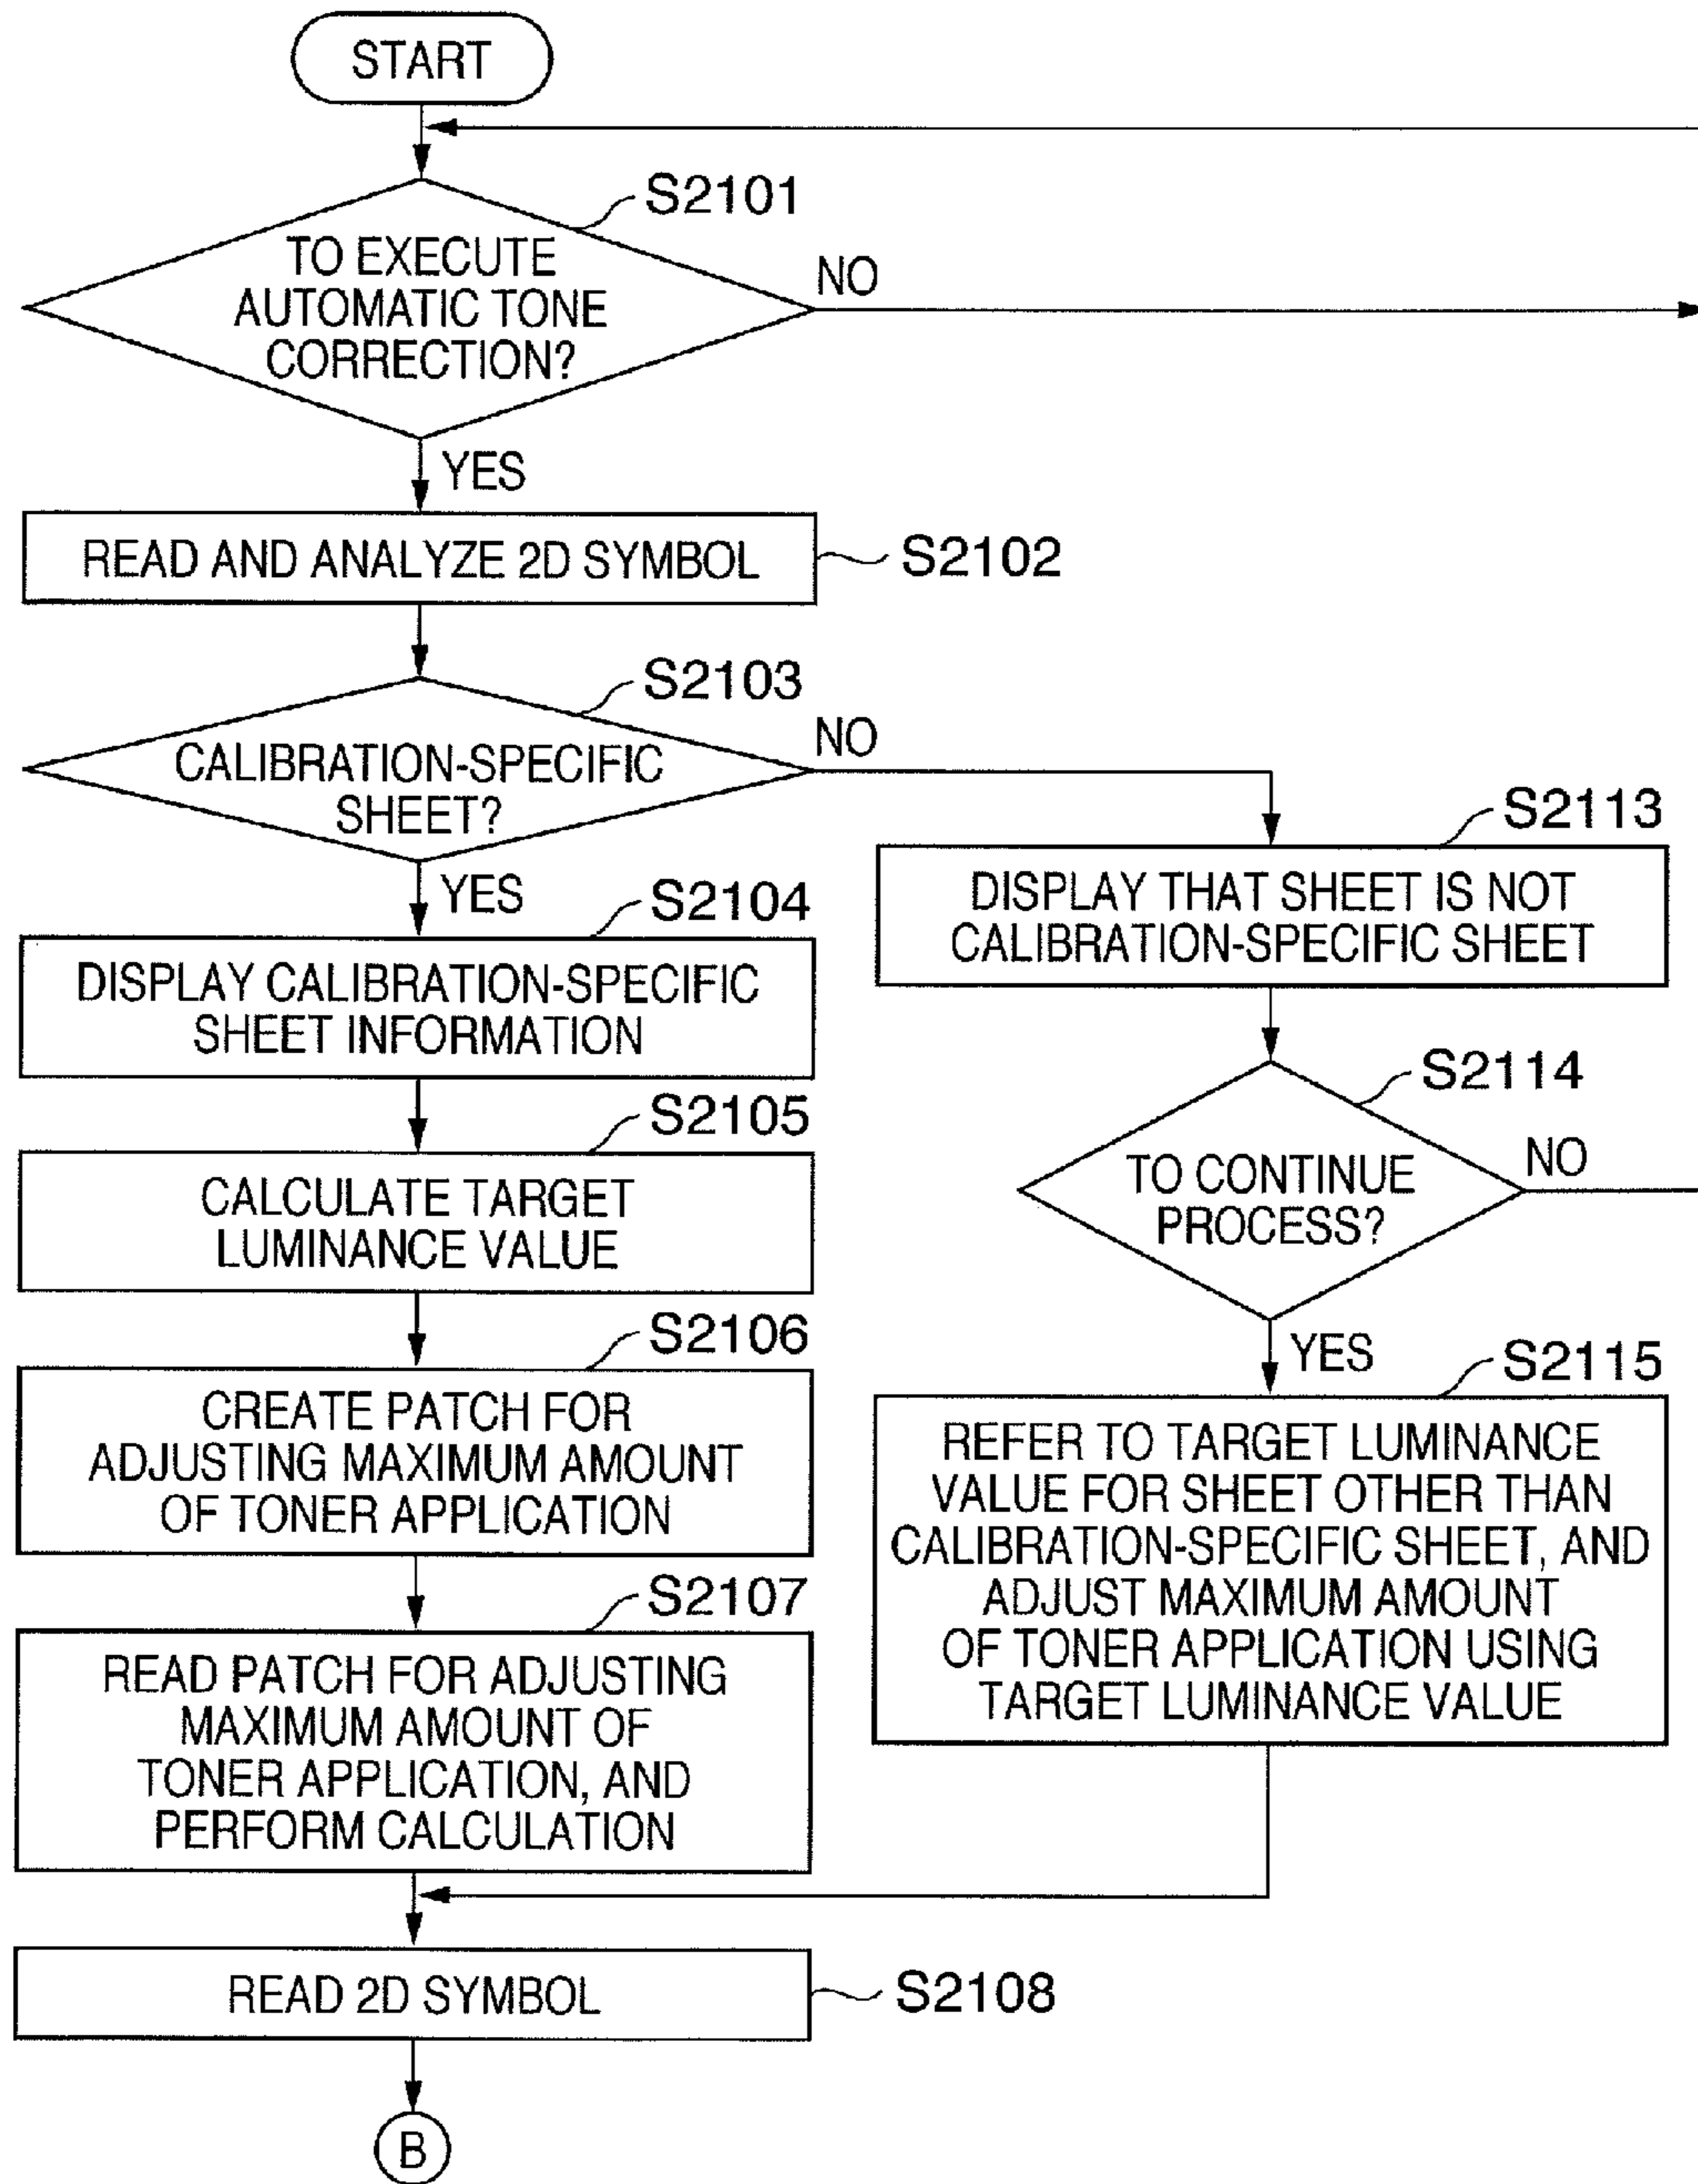 START
S2101
TO EXECUTE
AUTOMATIC TONE
CORRECTION?
NO
YES
READ AND ANALYZE 2D SYMBOL
S2102
S2103
CALIBRATION-SPECIFIC
SHEET?
NO
YES
S2104
DISPLAY CALIBRATION-SPECIFIC
SHEET INFORMATION
S2105
CALCULATE TARGET
LUMINANCE VALUE
S2106
CREATE PATCH FOR
ADJUSTING MAXIMUM AMOUNT
OF TONER APPLICATION
S2107
READ PATCH FOR ADJUSTING
MAXIMUM AMOUNT OF
TONER APPLICATION, AND
PERFORM CALCULATION
S2113
DISPLAY THAT SHEET IS NOT
CALIBRATION-SPECIFIC SHEET
S2114
TO CONTINUE
PROCESS?
NO
YES
S2115
REFER TO TARGET LUMINANCE
VALUE FOR SHEET OTHER THAN
CALIBRATION-SPECIFIC SHEET, AND
ADJUST MAXIMUM AMOUNT
OF TONER APPLICATION USING
TARGET LUMINANCE VALUE
READ 2D SYMBOL
S2108
B